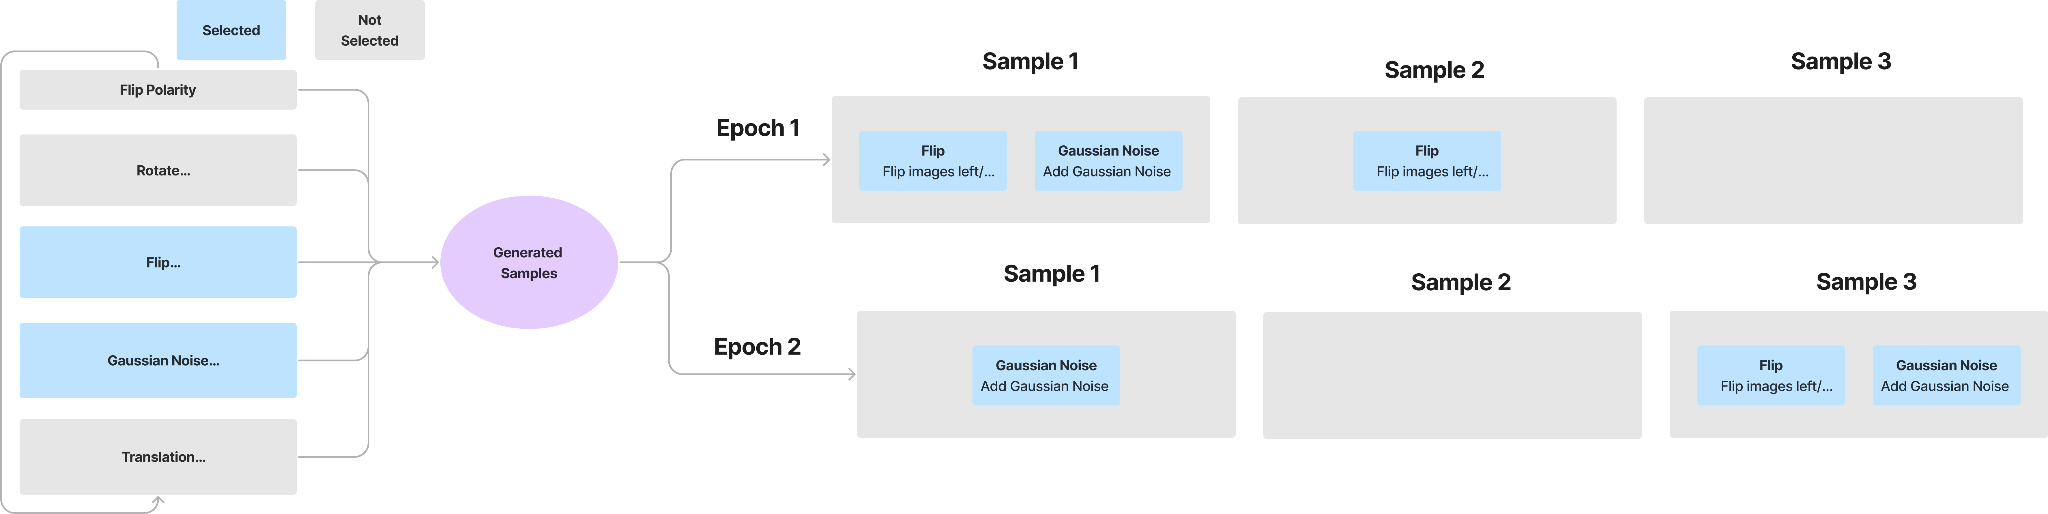 Selected
Not
Selected
Flip Polarity
Rotate...
Flip...
Gaussian Noise...
Translation...
Generated
Samples
Epoch 1
Sample 1
Flip
Flip images left/...
Gaussian Noise
Add Gaussian Noise
Sample 2
Flip
Flip images left/...
Sample 3
Epoch 2
Sample 1
Gaussian Noise
Add Gaussian Noise
Sample 2
Sample 3
Flip
Flip images left/...
Gaussian Noise
Add Gaussian Noise